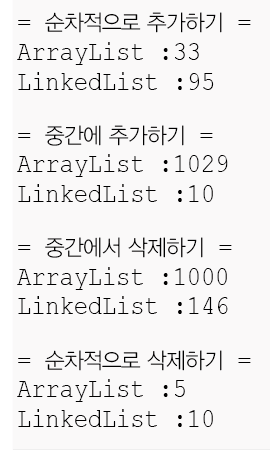 = 순차적으로 추가하기 =
ArrayList :33
LinkedList :95
= 중간에 추가하기 =
ArrayList :1029
LinkedList :10
= 중간에서 삭제하기 =
ArrayList :1000
LinkedList :146
= 순차적으로 삭제하기 =
ArrayList :5
LinkedList :10